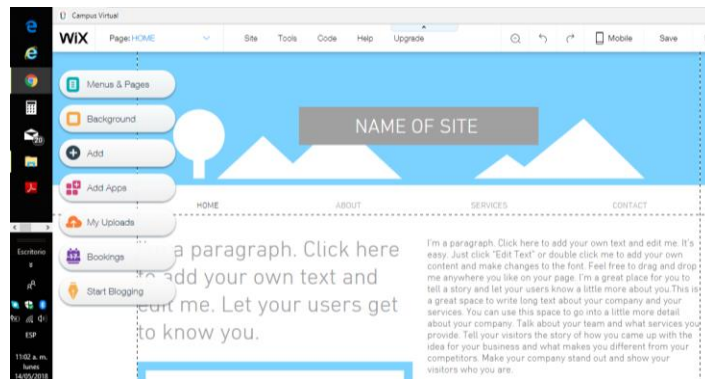 Campus Virtual
WiX Page: HOME Site Tools Code Help Upgrade Mobile Save
Menus & Pages
Background
Add
Add Apps
My Uploads
Bookings
Start Blogging
NAME OF SITE
HOME ABOUT SERVICES CONTACT
a paragraph. Click here
to add your own text and
edit me. Let your users get
to know you.
I'm a paragraph. Click here to add your own text and edit me. It's
easy. Just click "Edit Text" or double click me to add your own
content and make changes to the font. Feel free to drag and drop
me anywhere you like on your page. I'm a great place for you to
tell a story and let your users know a little more about you.This is
a great space to write long text about your company and your
services. You can use this space to go into a little more detail
about your company. Talk about your team and what services you
provide. Tell your visitors the story of how you came up with the
idea for your business and what makes you different from your
competitors. Make your company stand out and show your
visitors who you are.
20
Escritorio
ESP
11:02 a. m.
lunes
14/05/2018